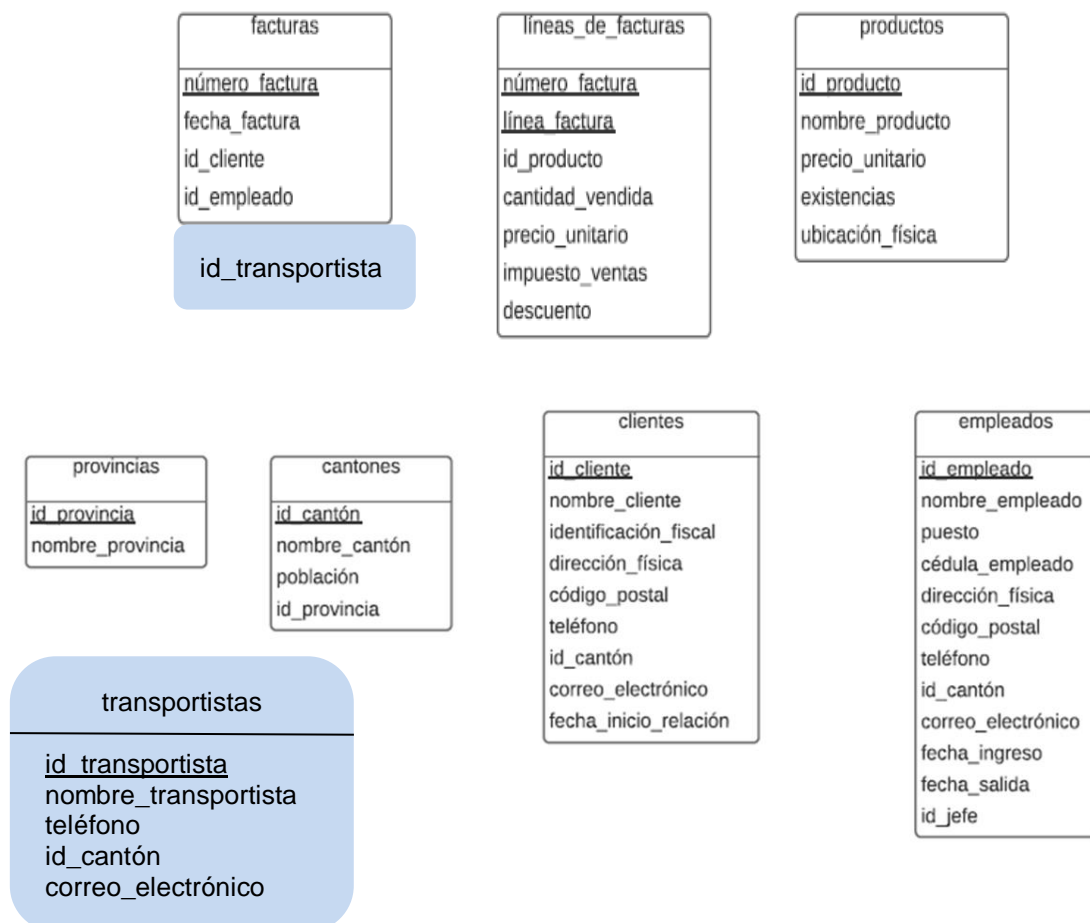 facturas
número_factura
fecha_factura
id_cliente
id_empleado
id_transportista
líneas_de_facturas
número_factura
línea_factura
id_producto
cantidad_vendida
precio_unitario
impuesto_ventas
descuento
productos
id_producto
nombre_producto
precio_unitario
existencias
ubicación_física
provincias
id_provincia
nombre_provincia
cantones
id_cantón
nombre_cantón
población
id_provincia
clientes
id_cliente
nombre_cliente
identificación_fiscal
dirección_física
código_postal
teléfono
id_cantón
correo_electrónico
fecha_inicio_relación
empleados
id_empleado
nombre_empleado
puesto
cédula_empleado
dirección_física
código_postal
teléfono
id_cantón
correo_electrónico
fecha_ingreso
fecha_salida
id_jefe
transportistas
id_transportista
nombre_transportista
teléfono
id_cantón
correo_electrónico